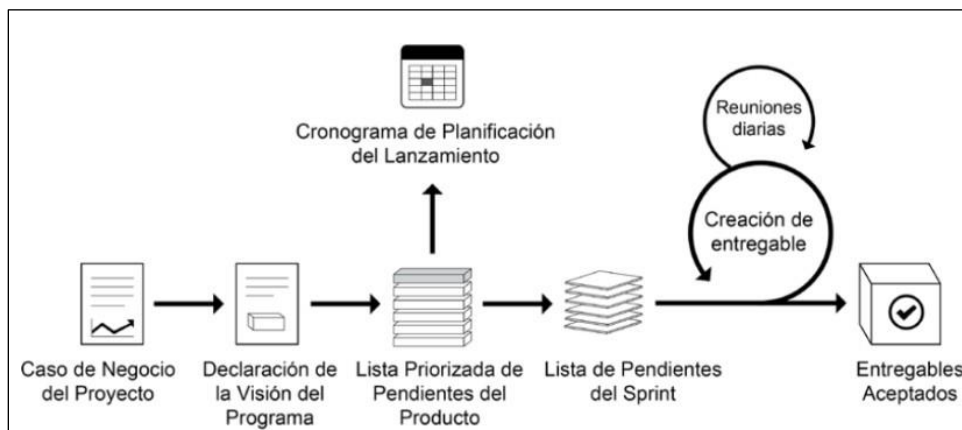 Cronograma de Planificación
del Lanzamiento
Reuniones
diarias
Creación de
entregable
Caso de Negocio
del Proyecto
Declaración de
la Visión del
Programa
Lista Priorizada de
Pendientes del
Producto
Lista de Pendientes
del Sprint
Entregables
Aceptados